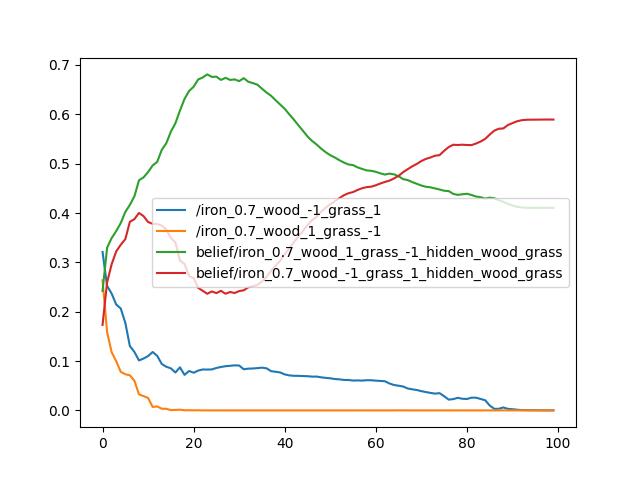 0.7
0.6
0.5
0.4
0.3
0.2
0.1
0.0
/iron_0.7_wood_-1_grass_1
/iron_0.7_wood_1_grass_-1
belief/iron_0.7_wood_1_grass_-1_hidden_wood_grass
belief/iron_0.7_wood_-1_grass_1_hidden_wood_grass
0 20 40 60 80 100